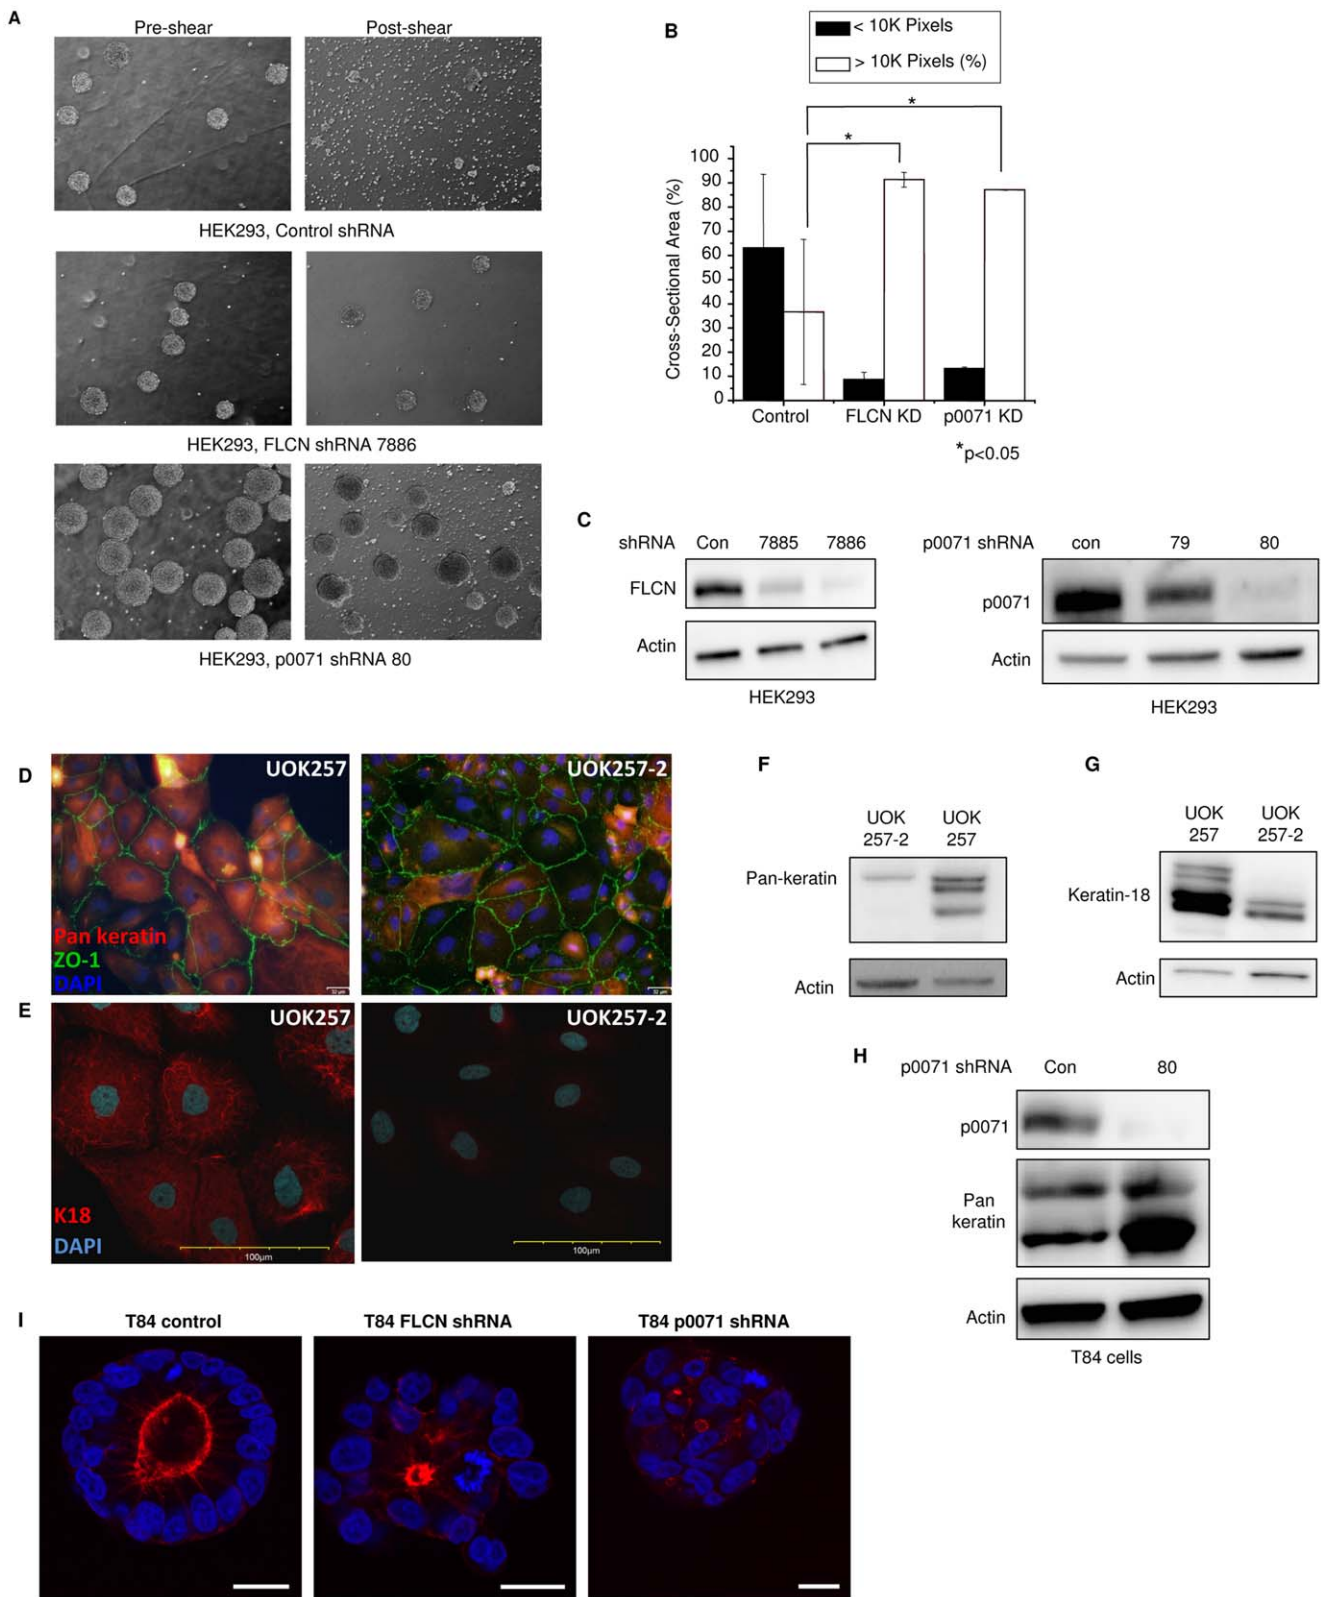 A
Pre-shear Post-shear
HEK293, Control shRNA
HEK293, FLCN shRNA 7886
HEK293, p0071 shRNA 80
B
< 10K Pixels
> 10K Pixels (%)
*
*
Cross-Sectional Area (%)
100
90
80
70
60
50
40
30
20
10
0
Control FLCN KD p0071 KD
*p<0.05
C
shRNA Con 7885 7886
FLCN
Actin
HEK293
p0071 shRNA con 79 80
p0071
Actin
HEK293
D
UOK257
Pan keratin
ZO-1
DAPI
32 µm
UOK257-2
32 µm
E
UOK257
K18
DAPI
100µm
UOK257-2
100µm
F
UOK UOK
257-2 257
Pan-keratin
Actin
G
UOK UOK
257 257-2
Keratin-18
Actin
H
p0071 shRNA Con 80
p0071
Pan
keratin
Actin
T84 cells
I
T84 control T84 FLCN shRNA T84 p0071 shRNA